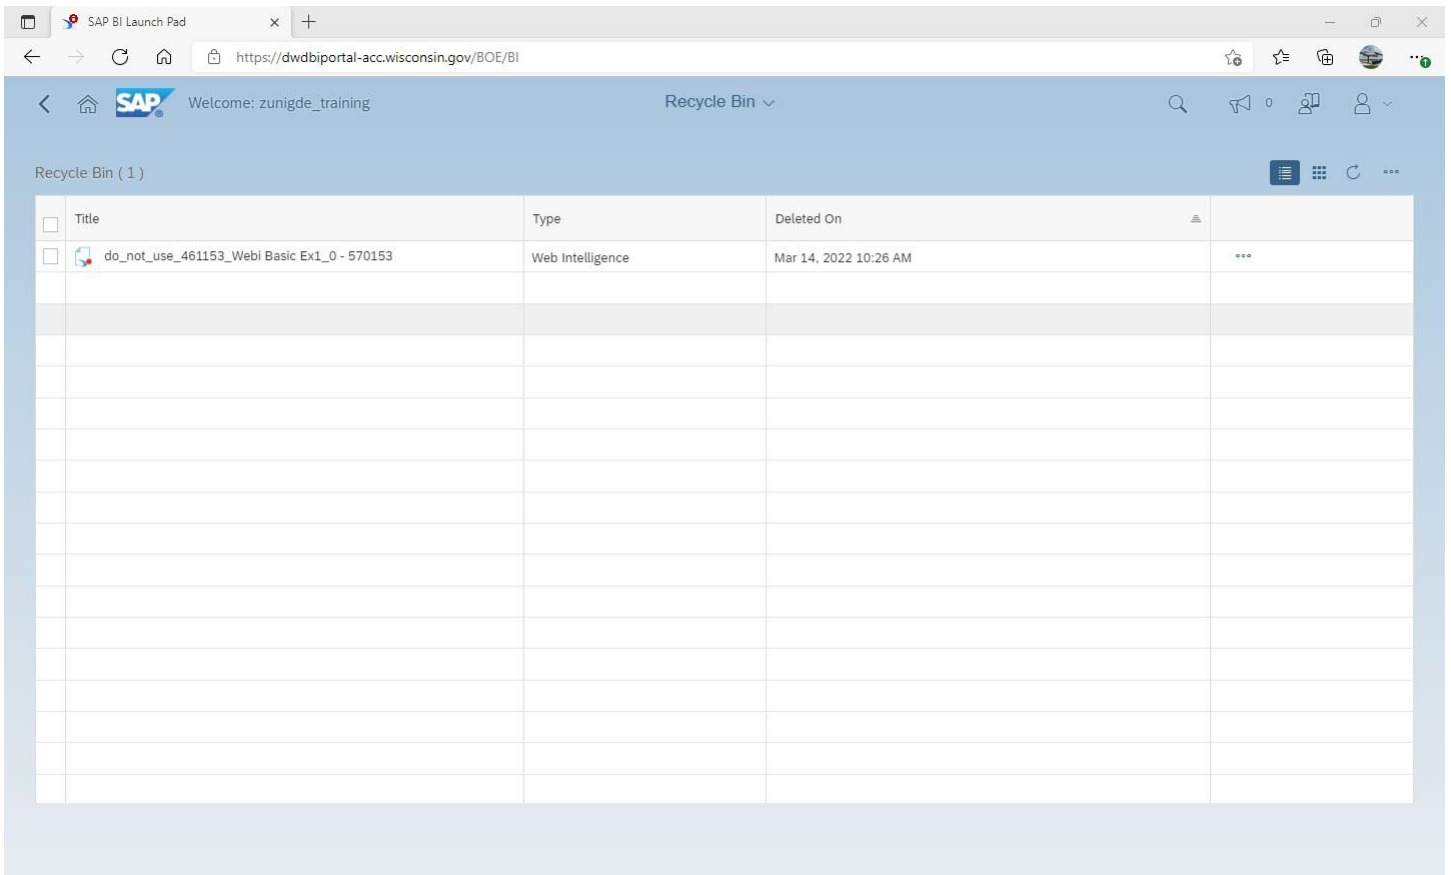 SAP BI Launch Pad
https://dwdbiportal-acc.wisconsin.gov/BOE/BI
SAP® Welcome: zunigde_training Recycle Bin 0
Recycle Bin ( 1 )
Title Type Deleted On
do_not_use_461153_Webi Basic Ex1_0 - 570153 Web Intelligence Mar 14, 2022 10:26 AM